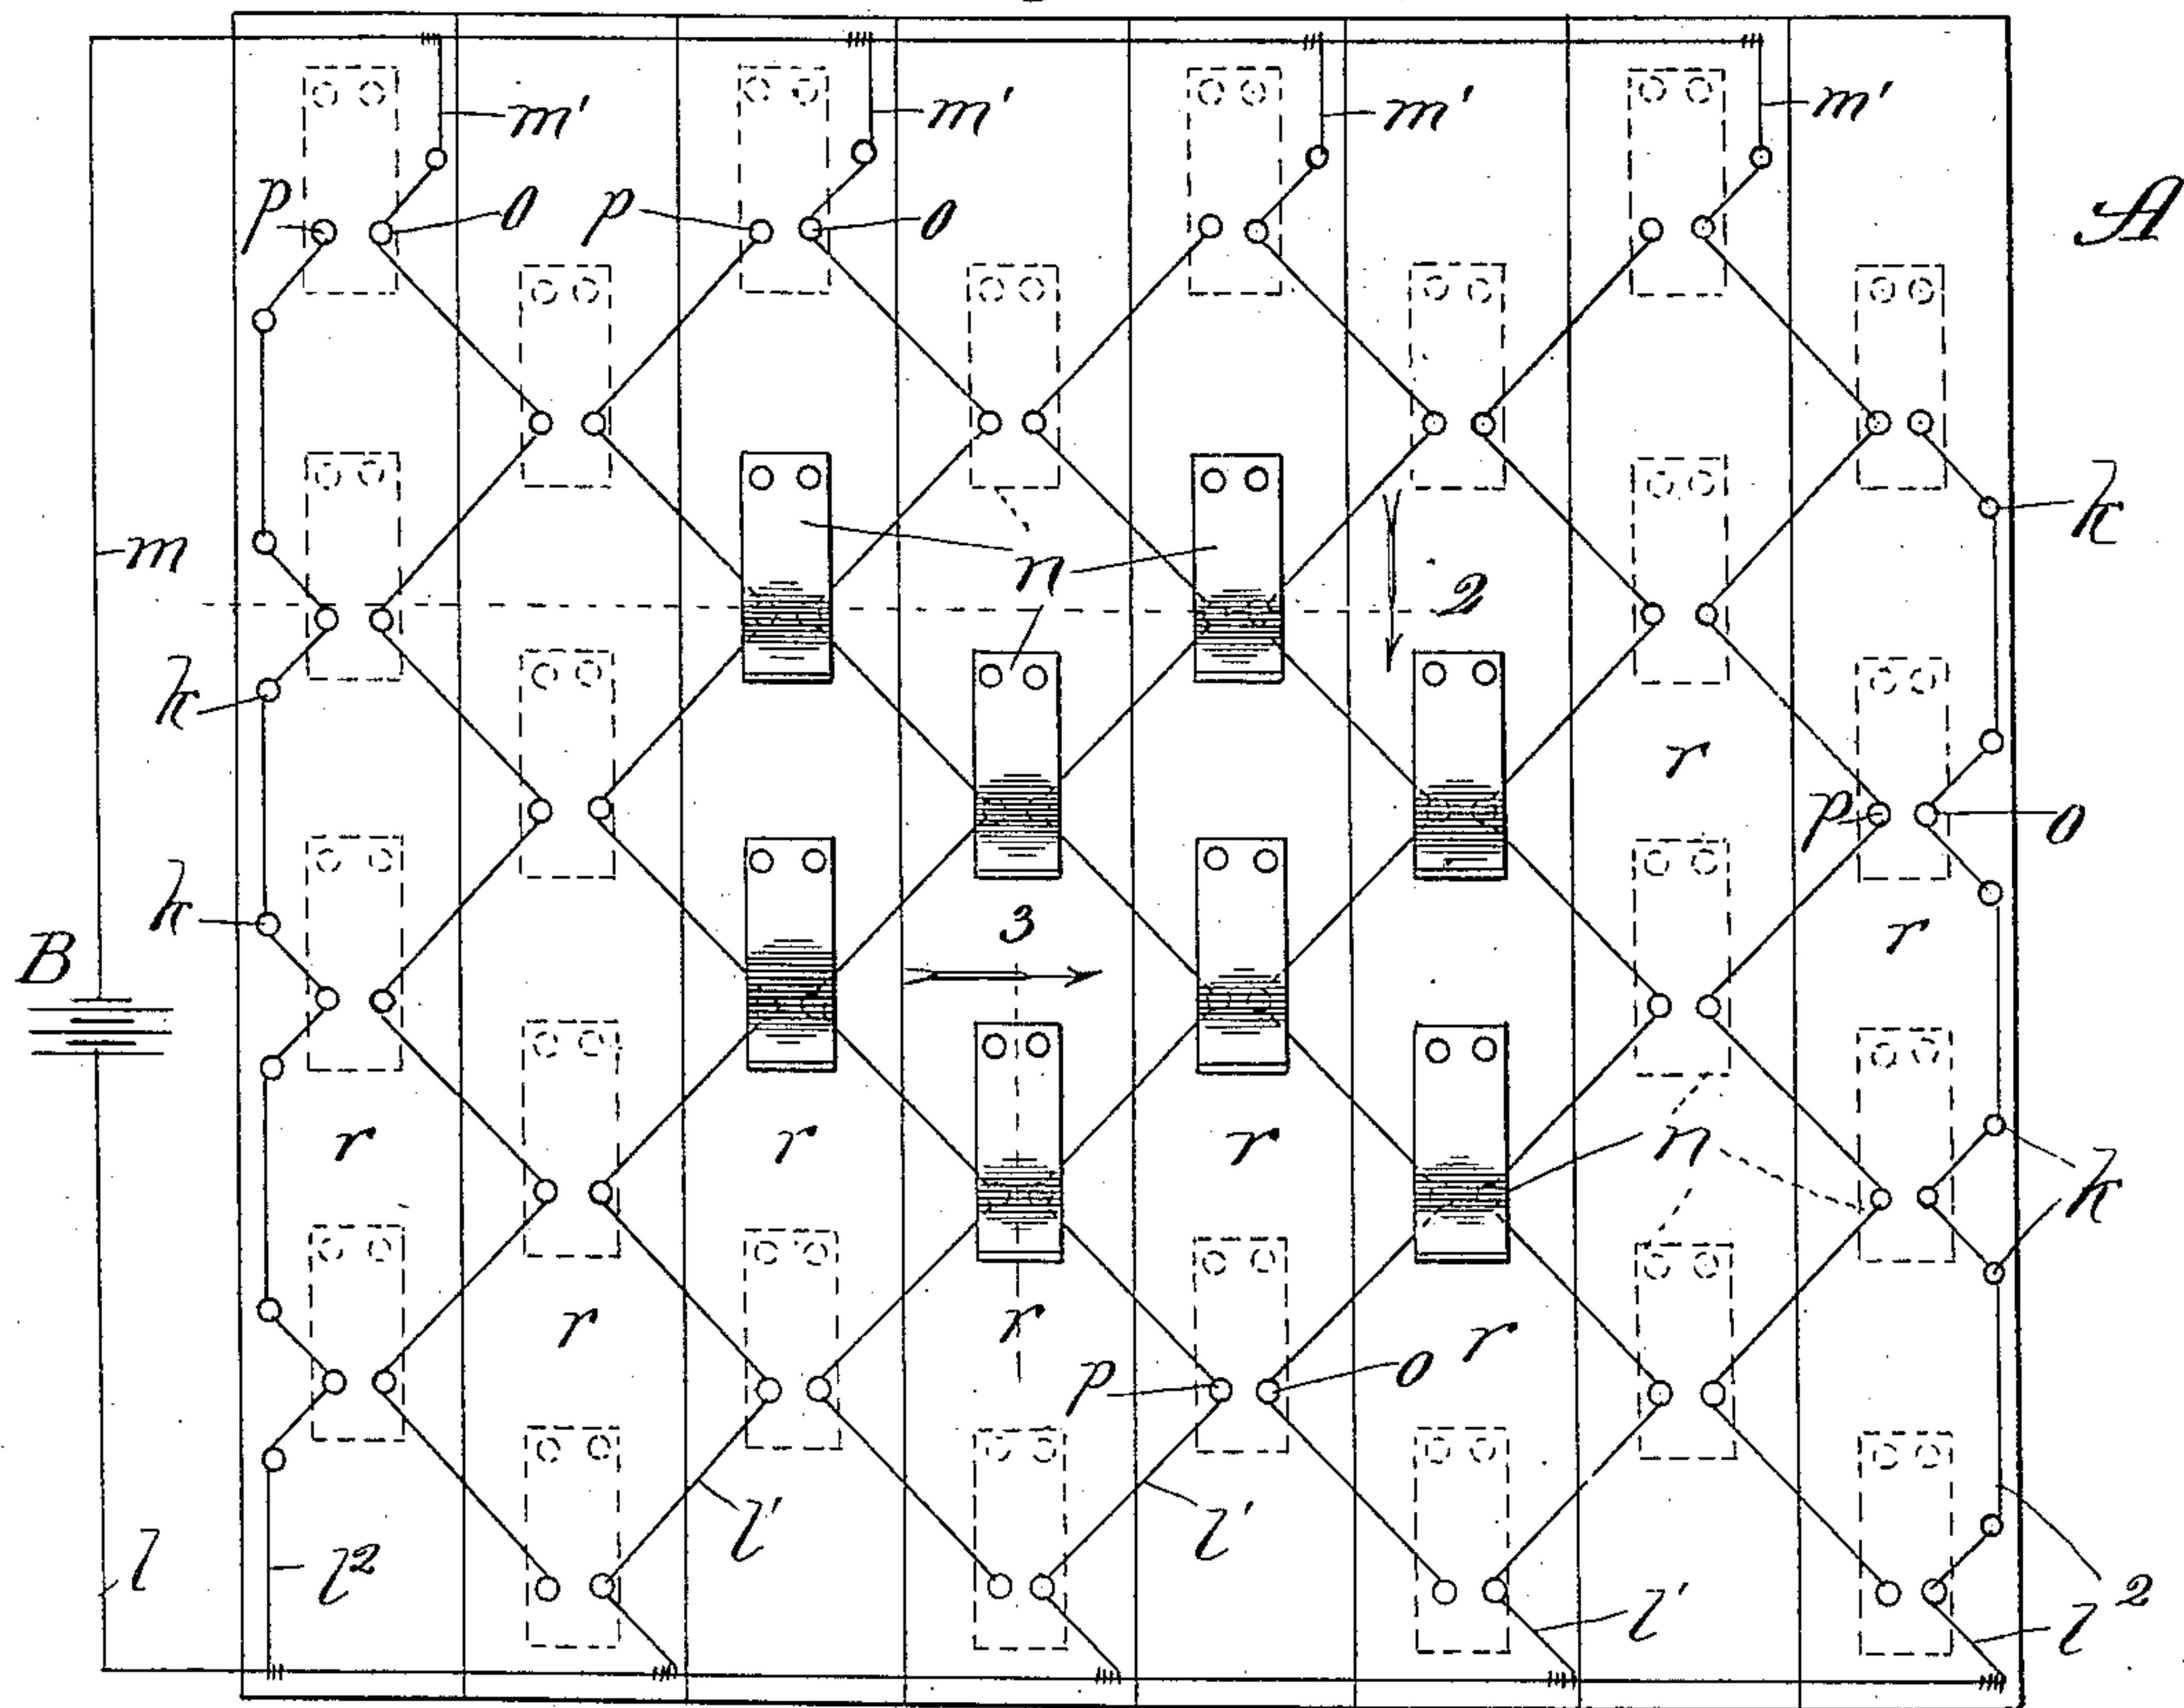 m' m' m' m'
p o p o A
k
m n 2
k r
p o
k 3 r
B
r r r n k
r r r
p o
l' l'
l l² l' l²